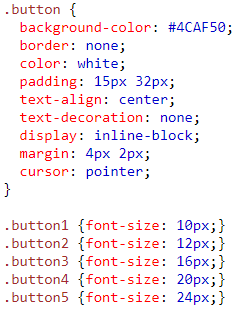 .button {
  background-color: #4CAF50;
  border: none;
  color: white;
  padding: 15px 32px;
  text-align: center;
  text-decoration: none;
  display: inline-block;
  margin: 4px 2px;
  cursor: pointer;
}

.button1 {font-size: 10px;}
.button2 {font-size: 12px;}
.button3 {font-size: 16px;}
.button4 {font-size: 20px;}
.button5 {font-size: 24px;}